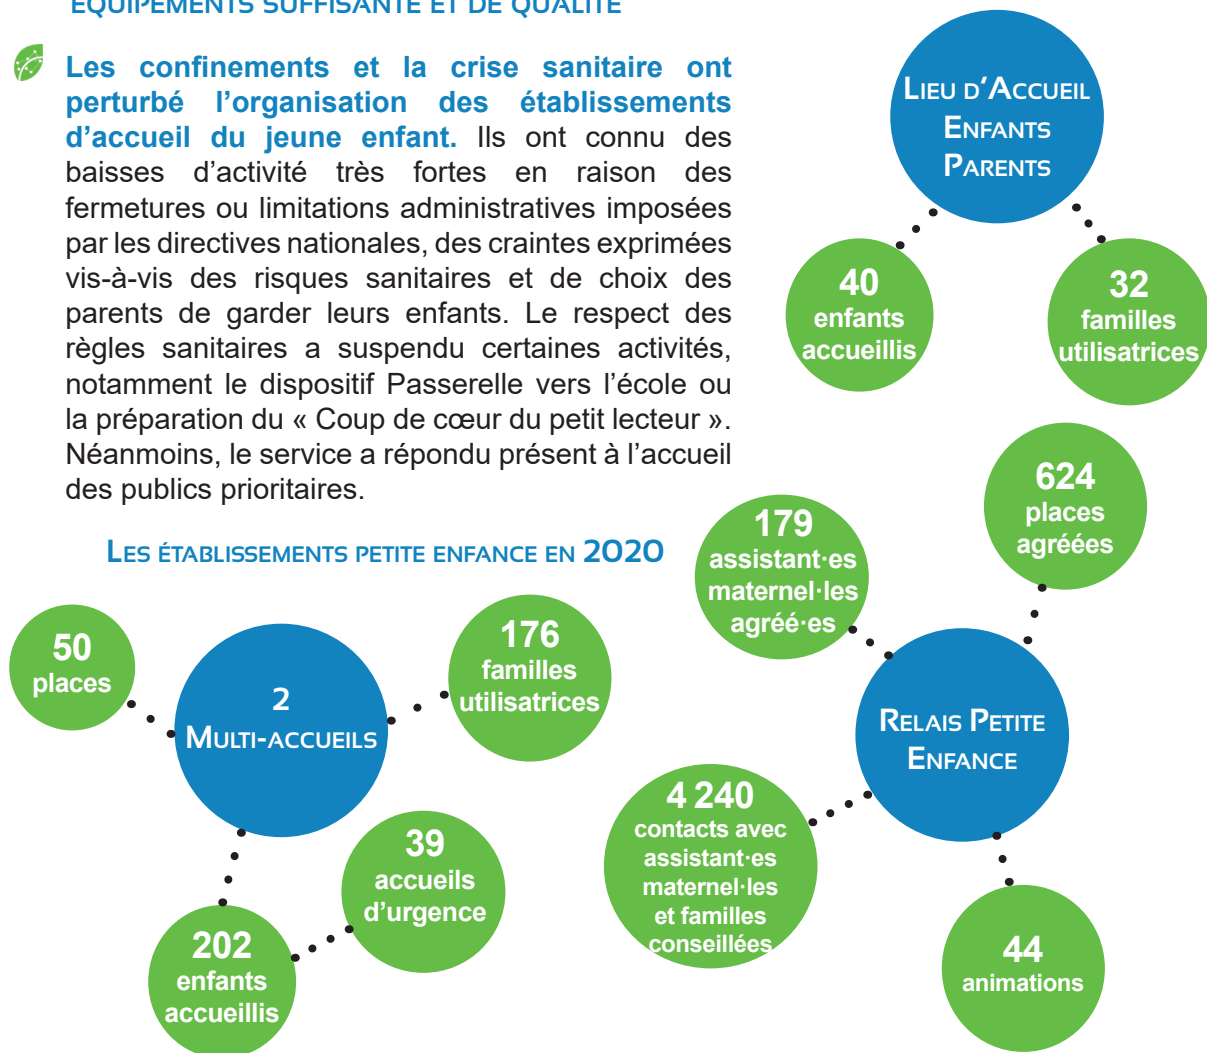 ÉQUIPEMENTS SUFFISANTE ET DE QUALITÉ
Les confinements et la crise sanitaire ont
perturbé l’organisation des établissements
d’accueil du jeune enfant. Ils ont connu des
baisses d’activité très fortes en raison des
fermetures ou limitations administratives imposées
par les directives nationales, des craintes exprimées
vis-à-vis des risques sanitaires et de choix des
parents de garder leurs enfants. Le respect des
règles sanitaires a suspendu certaines activités,
notamment le dispositif Passerelle vers l’école ou
la préparation du « Coup de cœur du petit lecteur ».
Néanmoins, le service a répondu présent à l’accueil
des publics prioritaires.
LIEU D’ACCUEIL
ENFANTS
PARENTS
40
enfants
accueillis
32
familles
utilisatrices
LES ÉTABLISSEMENTS PETITE ENFANCE EN 2020
50
places
2
MULTI-ACCUEILS
176
familles
utilisatrices
39
accueils
d’urgence
202
enfants
accueillis
179
assistant·es
maternel·les
agréé·es
624
places
agréées
RELAIS PETITE
ENFANCE
4 240
contacts avec
assistant·es
maternel·les
et familles
conseillées
44
animations